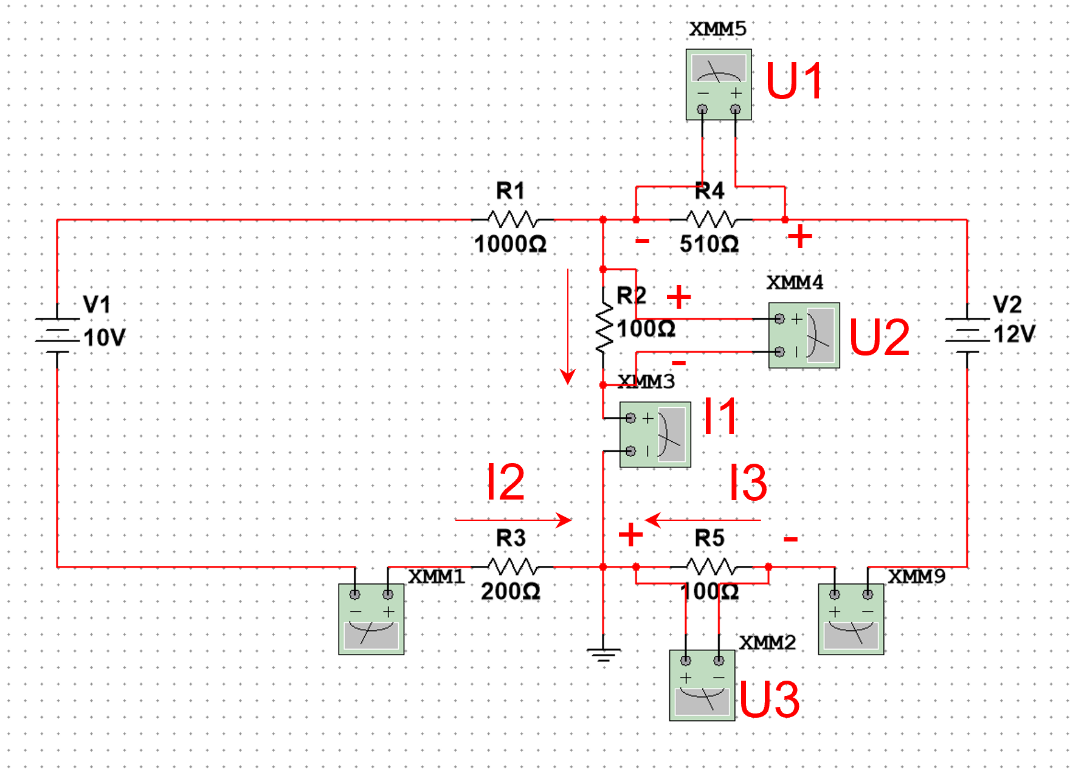 XMM5
- +
U1
R1
R4
1000Ω
510Ω
- +
XMM4
V1
10V
R2
100Ω
+
+
-
U2
V2
12V
XMM3
+
I1
I2
I3
R3
R5
+ -
200Ω
100Ω
XMM1
- +
XMM9
+ -
XMM2
+ -
U3